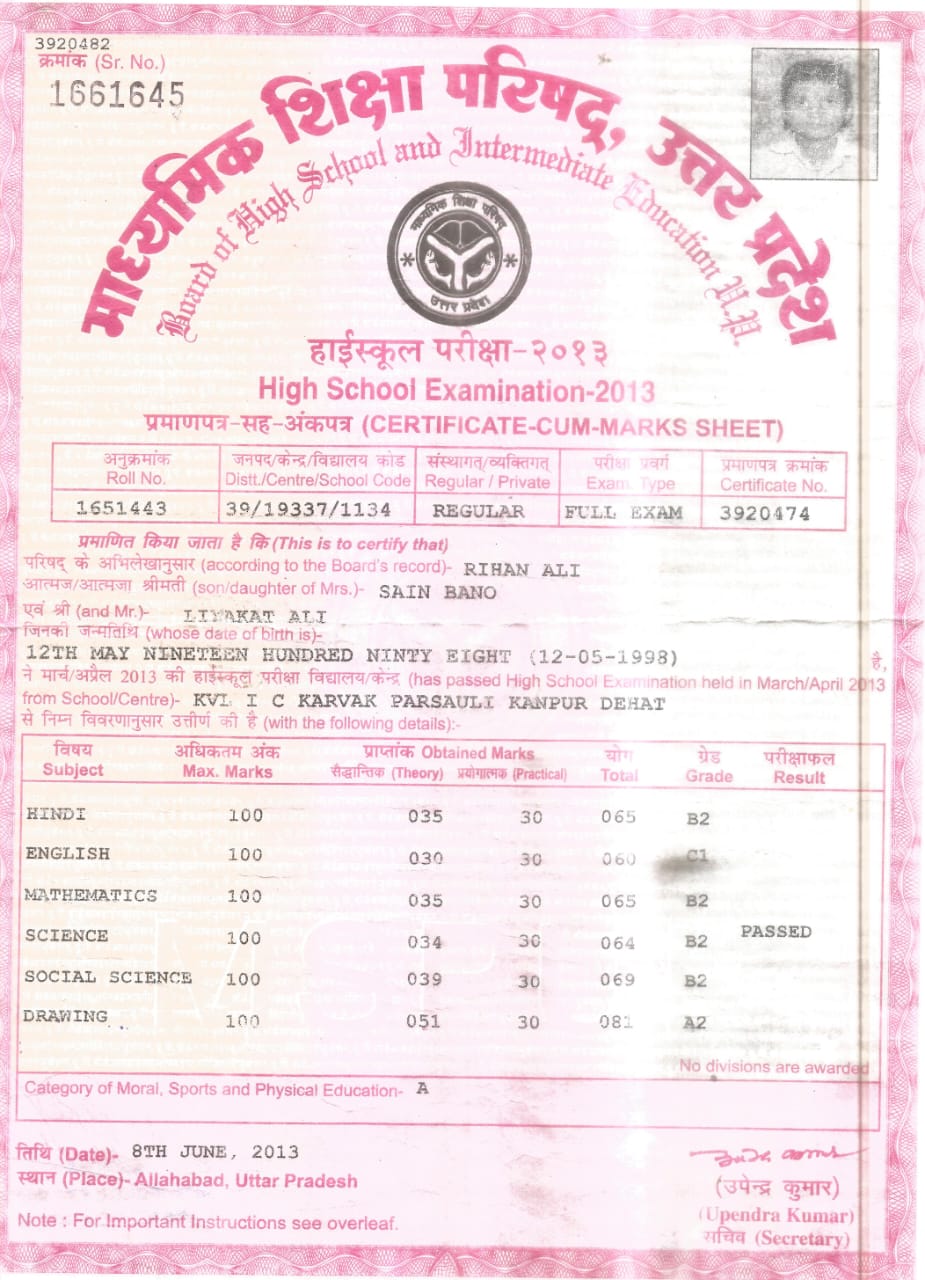 3920482
क्रमांक (Sr. No.)
1661645
माध्यमिक शिक्षा परिषद्, उत्तर प्रदेश
Board of High School and Intermediate Education U.P.
माध्यमिक शिक्षा परिषद्
उत्तर प्रदेश
हाईस्कूल परीक्षा-२०१३
High School Examination-2013
प्रमाणपत्र-सह-अंकपत्र (CERTIFICATE-CUM-MARKS SHEET)
अनुक्रमांक जनपद/केन्द्र/विद्यालय कोड संस्थागत/व्यक्तिगत् परीक्षा प्रवर्ग प्रमाणपत्र क्रमांक
Roll No. Distt./Centre/School Code Regular / Private Exam. Type Certificate No.
1651443 39/19337/1134 REGULAR FULL EXAM 3920474
प्रमाणित किया जाता है कि (This is to certify that)
परिषद् के अभिलेखानुसार (according to the Board's record)- RIHAN ALI
आत्मज/आत्मजा श्रीमती (son/daughter of Mrs.)- SAIN BANO
एवं श्री (and Mr.)- LIYAKAT ALI
जिनकी जन्मतिथि (whose date of birth is)-
12TH MAY NINETEEN HUNDRED NINTY EIGHT (12-05-1998) है,
ने मार्च/अप्रैल 2013 की हाईस्कूल परीक्षा विद्यालय/केन्द्र (has passed High School Examination held in March/April 2013
from School/Centre)- KVL I C KARVAK PARSAULI KANPUR DEHAT
से निम्न विवरणानुसार उत्तीर्ण की है (with the following details):-
विषय अधिकतम अंक प्राप्तांक Obtained Marks योग ग्रेड परीक्षाफल
Subject Max. Marks सैद्धान्तिक (Theory) प्रयोगात्मक (Practical) Total Grade Result
HINDI 100 035 30 065 B2
ENGLISH 100 030 30 060 C1
MATHEMATICS 100 035 30 065 B2
SCIENCE 100 034 30 064 B2 PASSED
SOCIAL SCIENCE 100 039 30 069 B2
DRAWING 100 051 30 081 A2
No divisions are awarded
Category of Moral, Sports and Physical Education- A
तिथि (Date)- 8TH JUNE, 2013
स्थान (Place)- Allahabad, Uttar Pradesh
(उपेन्द्र कुमार)
(Upendra Kumar)
Note : For Important Instructions see overleaf.
सचिव (Secretary)